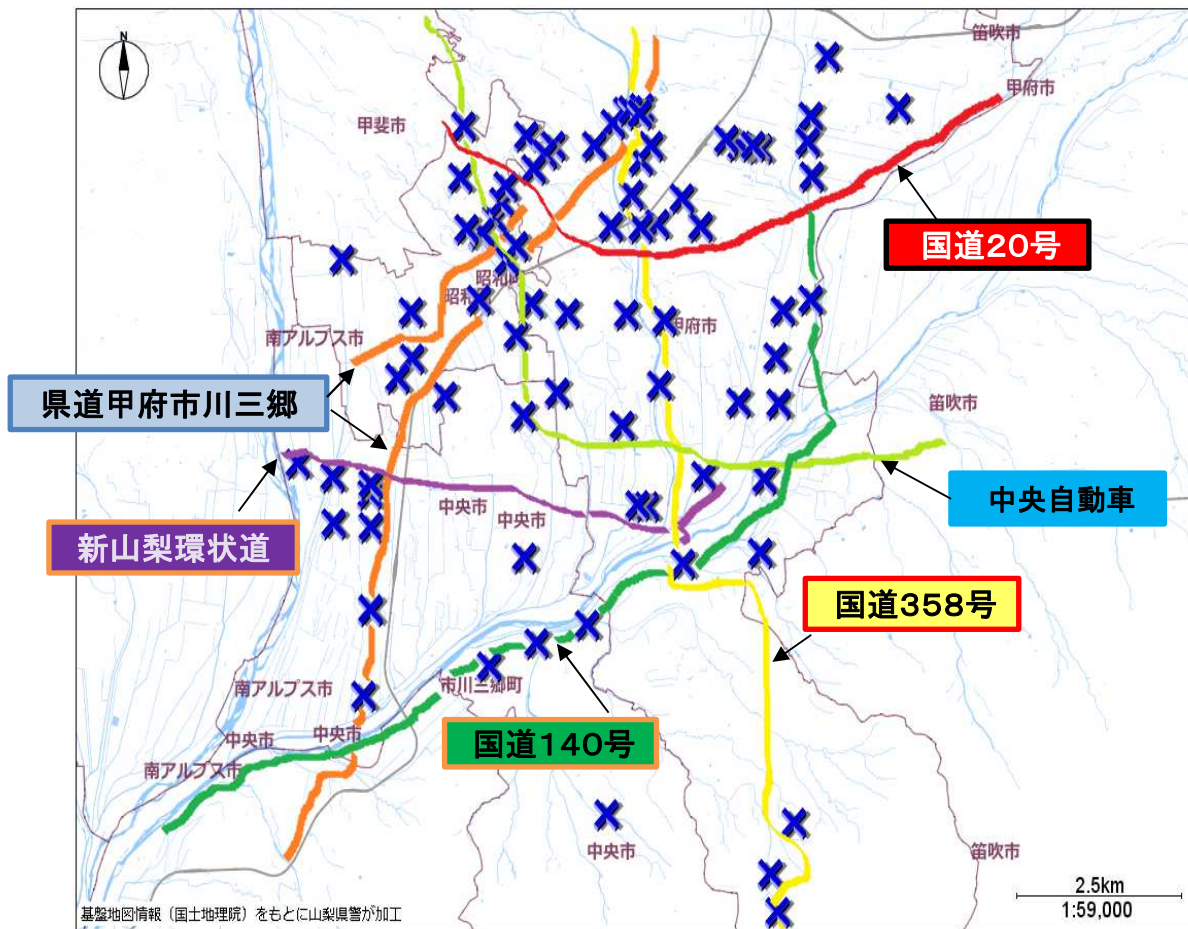 N
笛吹市
甲府市
甲斐市
国道20号
昭和町
南アルプス市
甲府市
県道甲府市川三郷
笛吹市
中央自動車
中央市
中央市
新山梨環状道
国道358号
南アルプス市
市川三郷町
中央市
中央市
国道140号
南アルプス市
中央市
笛吹市
2.5km
1:59,000
基盤地図情報(国土地理院)をもとに山梨県警が加工